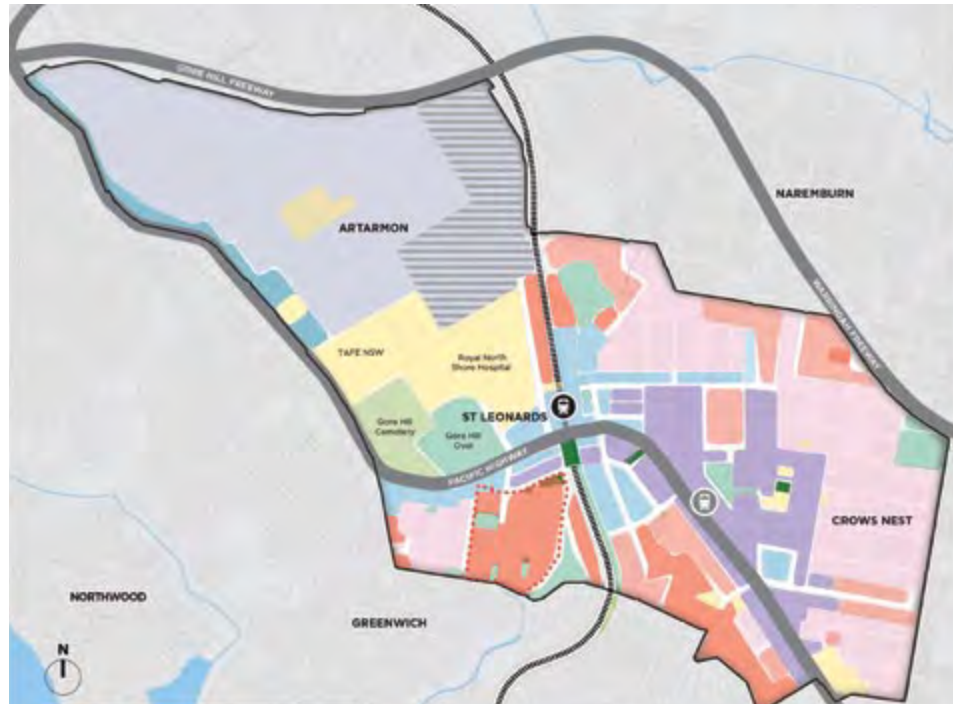 GORE HILL FREEWAY
NAREMBURN
ARTARMON
WARRINGAH FREEWAY
TAFE NSW
Royal North
Shore Hospital
ST LEONARDS
Gore Hill
Cemetery
Gore Hill
Oval
PACIFIC HIGHWAY
CROWS NEST
NORTHWOOD
GREENWICH
N